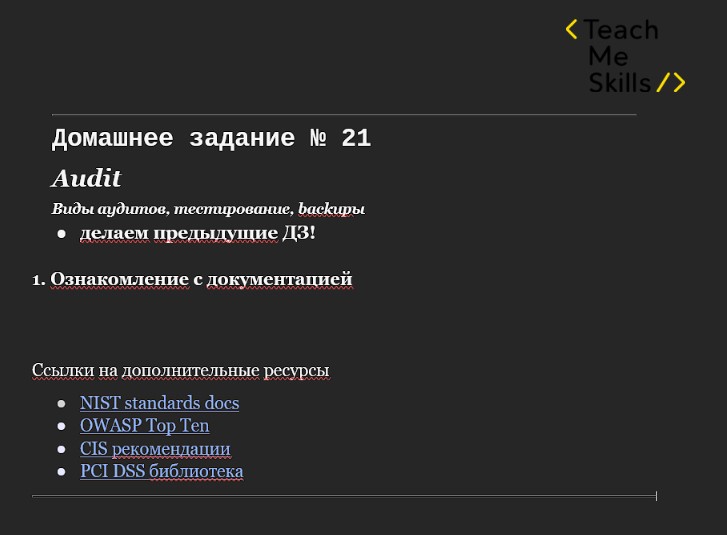 <Teach
Me
Skills/>
Домашнее задание № 21
Audit
Виды аудитов, тестирование, backupы
● делаем предыдущие ДЗ!
1. Ознакомление с документацией
Ссылки на дополнительные ресурсы
● NIST standards docs
● OWASP Top Ten
● CIS рекомендации
● PCI DSS библиотека